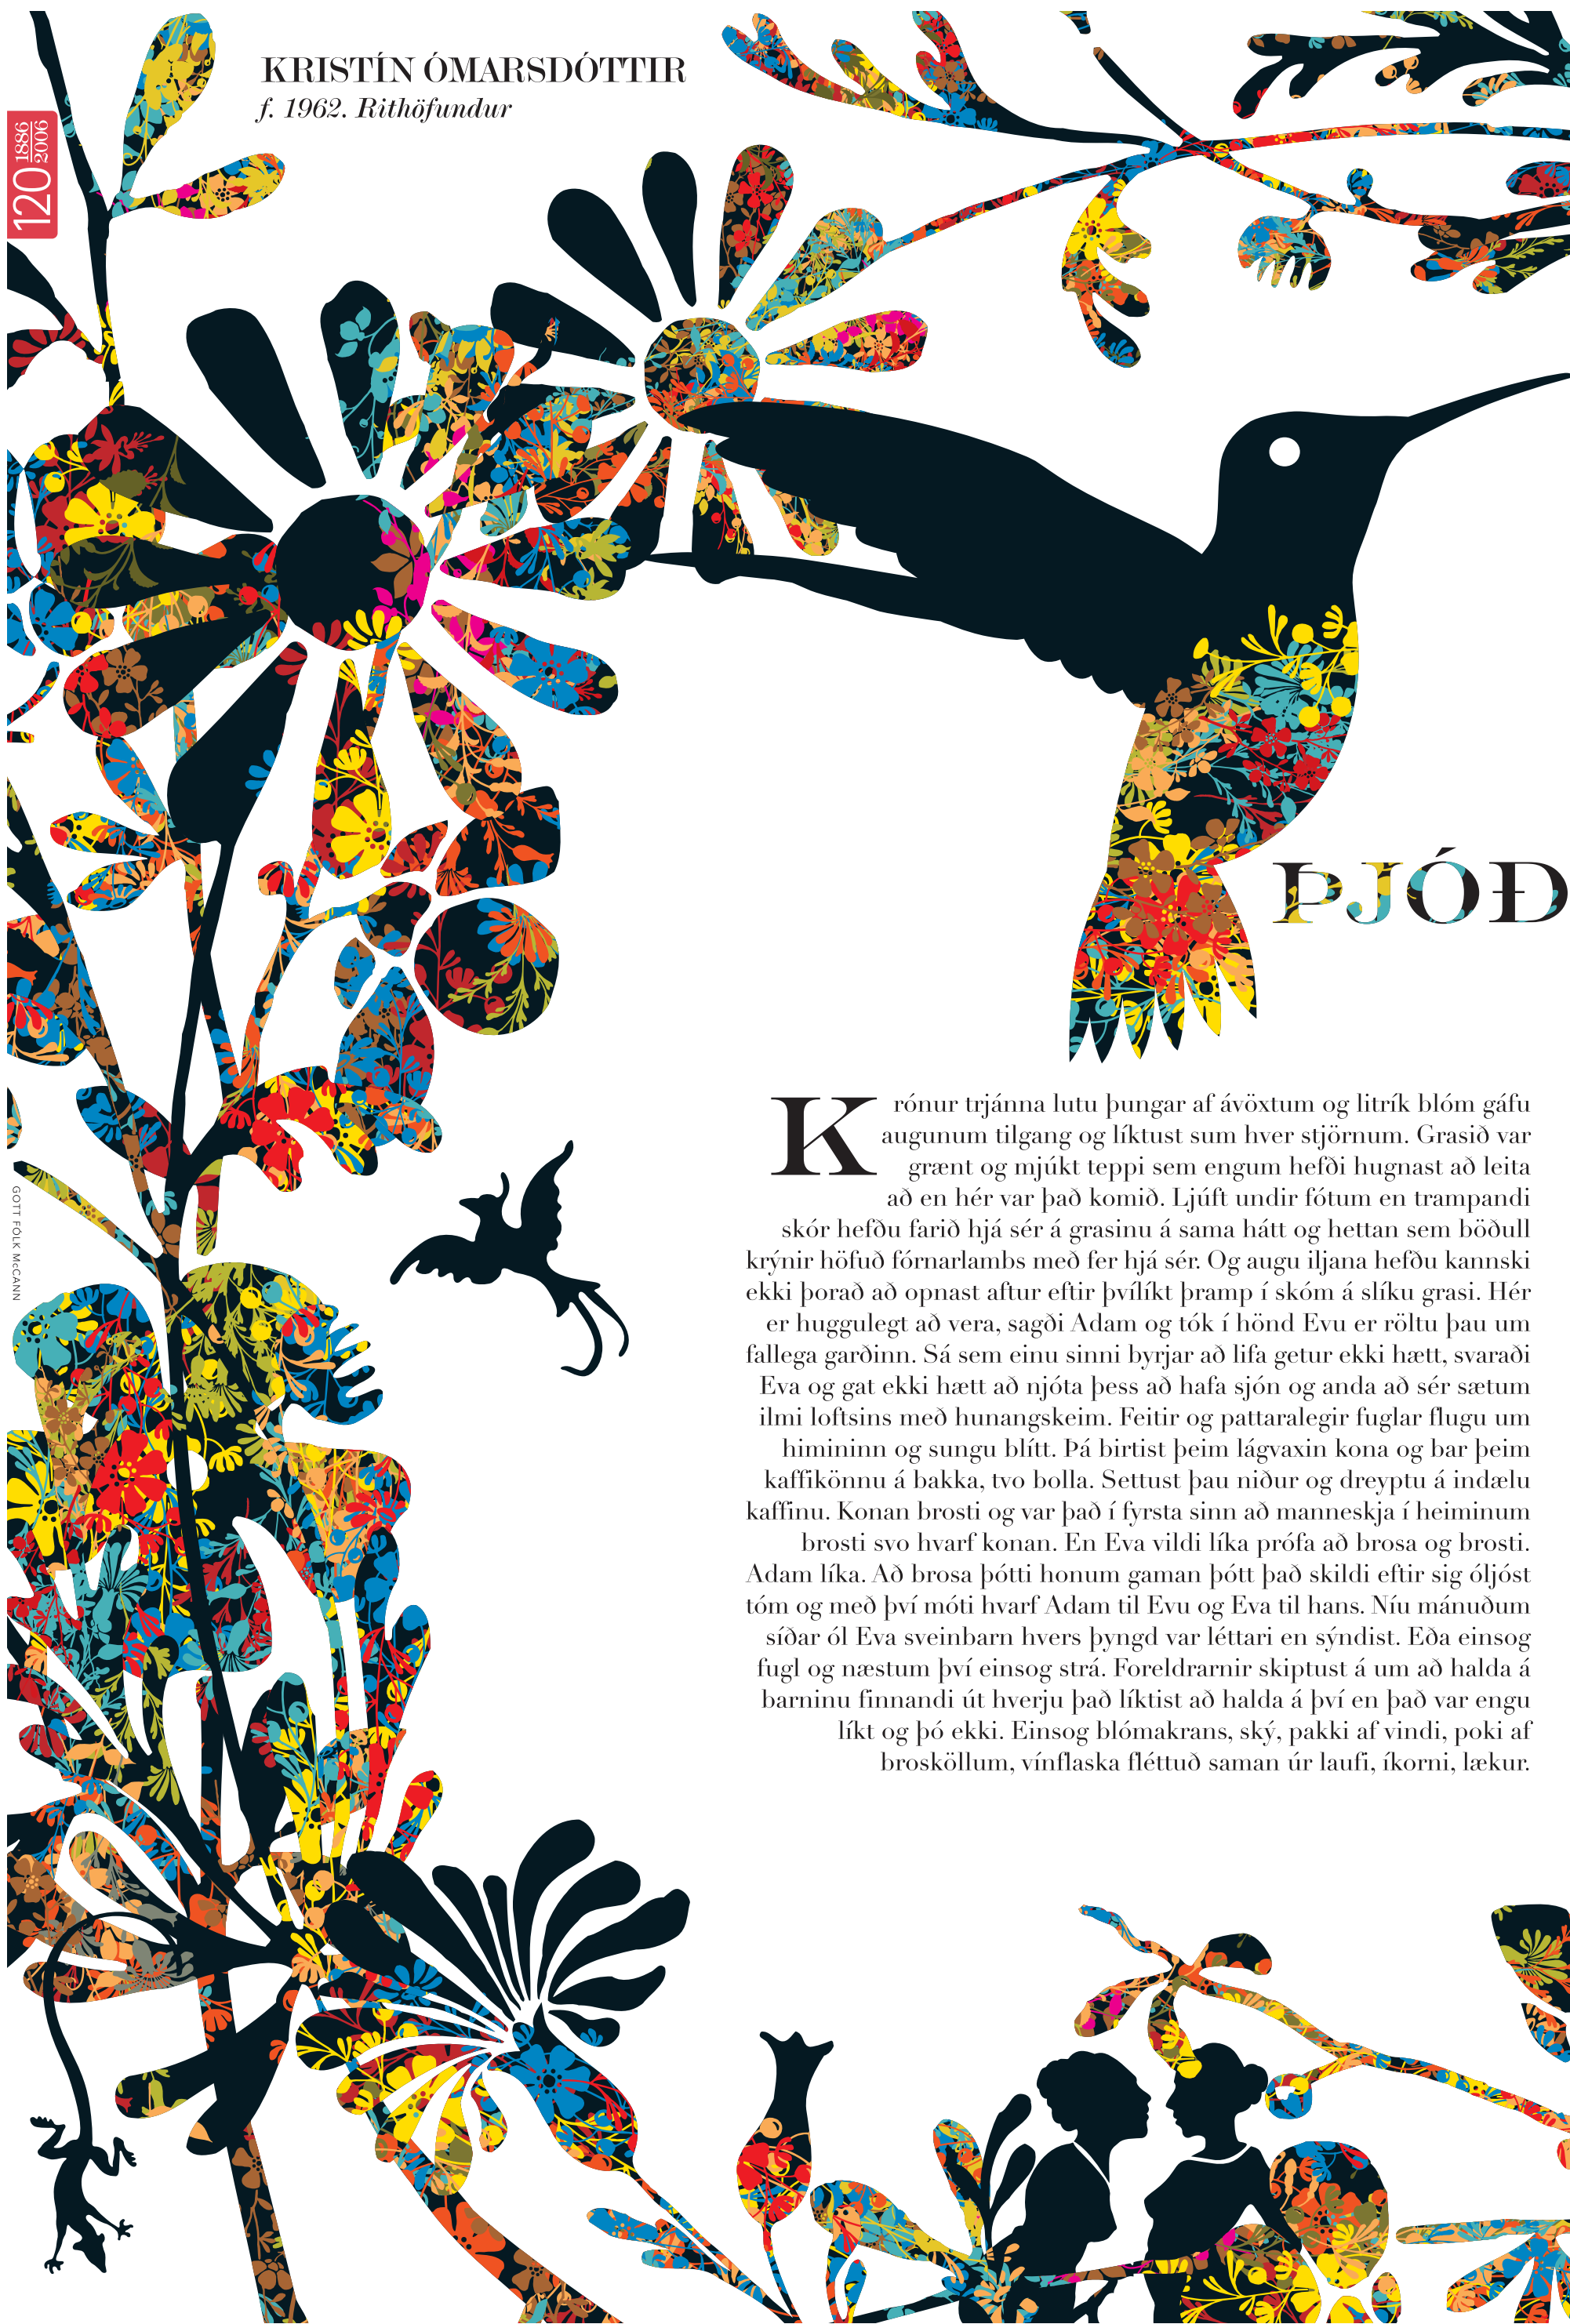 KRISTÍN ÓMARSDÓTTIR
f. 1962. Rithöfundur
120 1886 2006
ÞJÓÐ
Krónur trjánna lutu þungar af ávöxtum og litrík blóm gáfu
augunum tilgang og líktust sum hver stjörnum. Grasið var
grænt og mjúkt teppi sem engum hefði hugnast að leita
að en hér var það komið. Ljúft undir fótum en trampandi
skór hefðu farið hjá sér á grasinu á sama hátt og hettan sem böðull
krýnir höfuð fórnarlambs með fer hjá sér. Og augu iljana hefðu kannski
ekki þorað að opnast aftur eftir þvílíkt þramp í skóm á slíku grasi. Hér
er huggulegt að vera, sagði Adam og tók í hönd Evu er röltu þau um
fallega garðinn. Sá sem einu sinni byrjar að lifa getur ekki hætt, svaraði
Eva og gat ekki hætt að njóta þess að hafa sjón og anda að sér sætum
ilmi loftsins með hunangskeim. Feitir og pattaralegir fuglar flugu um
himininn og sungu blítt. Þá birtist þeim lágvaxin kona og bar þeim
kaffikönnu á bakka, tvo bolla. Settust þau niður og dreyptu á indælu
kaffinu. Konan brosti og var það í fyrsta sinn að manneskja í heiminum
brosti svo hvarf konan. En Eva vildi líka prófa að brosa og brosti.
Adam líka. Að brosa þótti honum gaman þótt það skildi eftir sig óljóst
tóm og með því móti hvarf Adam til Evu og Eva til hans. Níu mánuðum
síðar ól Eva sveinbarn hvers þyngd var léttari en sýndist. Eða einsog
fugl og næstum því einsog strá. Foreldrarnir skiptust á um að halda á
barninu finnandi út hverju það líktist að halda á því en það var engu
líkt og þó ekki. Einsog blómakrans, ský, pakki af vindi, poki af
brosköllum, vínflaska fléttuð saman úr laufi, íkorni, lækur.
GOTT FÓLK McCANN